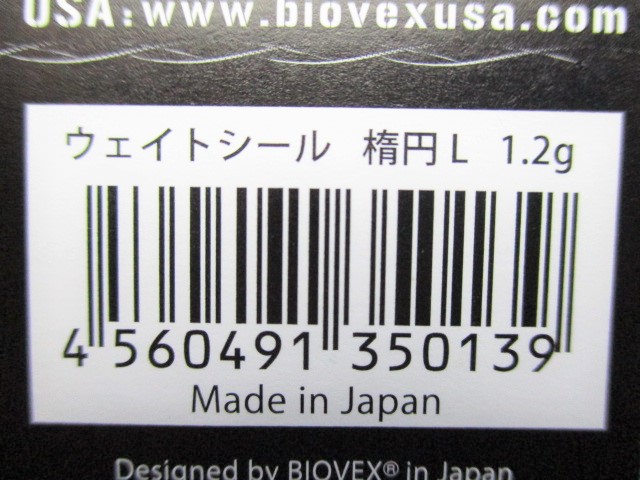 USA: www.biovexusa.com
ウェイトシール 楕円L 1.2g
4 560491 350139
Made in Japan
Designed by BIOVEX® in Japan